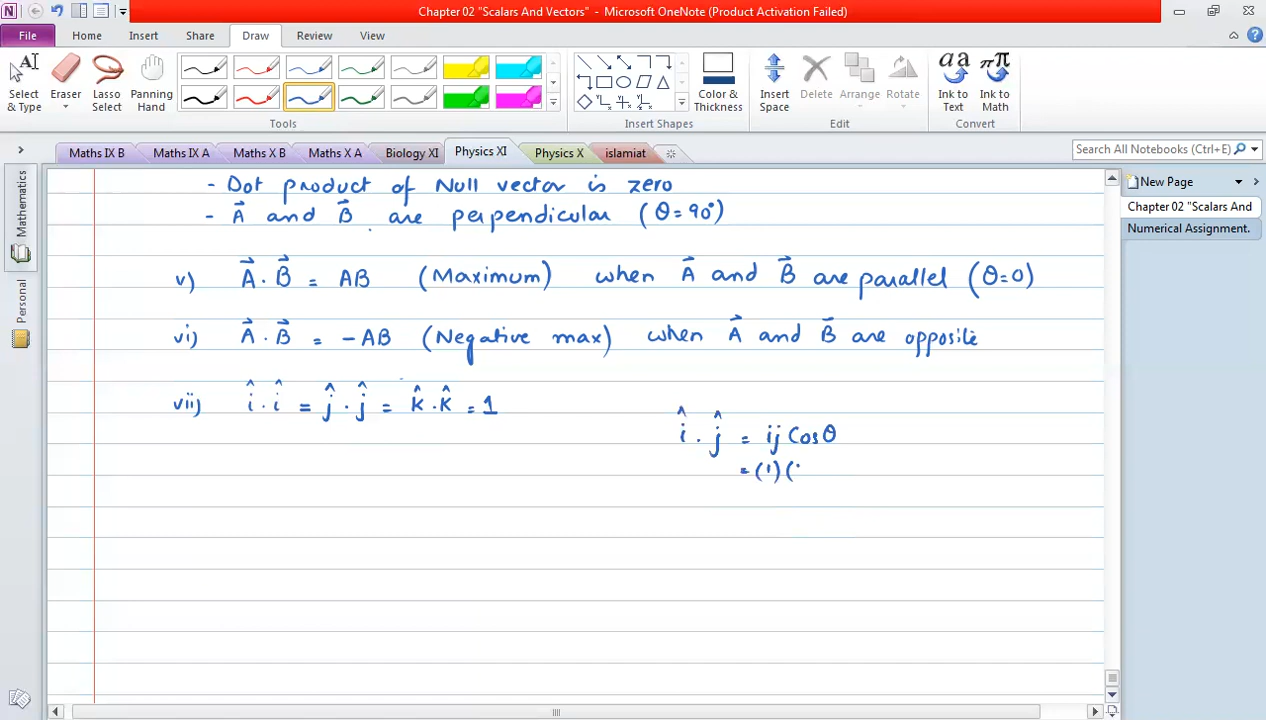 Chapter 02 "Scalars And Vectors" - Microsoft OneNote (Product Activation Failed)
File Home Insert Share Draw Review View
Select & Type Eraser Lasso Select Panning Hand Color & Thickness Insert Space Delete Arrange Rotate Ink to Text Ink to Math
Tools Insert Shapes Edit Convert
Maths IX B Maths IX A Maths X B Maths X A Biology XI Physics XI Physics X islamiat Search All Notebooks (Ctrl+E)
New Page
Chapter 02 "Scalars And
Numerical Assignment.
Mathematics
Personal
- Dot product of Null vector is zero
- A⃗ and B⃗ are perpendicular (θ=90°)
v) A⃗ . B⃗ = AB (Maximum) when A⃗ and B⃗ are parallel (θ=0)
vi) A⃗ . B⃗ = -AB (Negative max) when A⃗ and B⃗ are opposite
vii) î . î = ĵ . ĵ = k̂ . k̂ = 1
î . ĵ = ij Cosθ
= (1) (